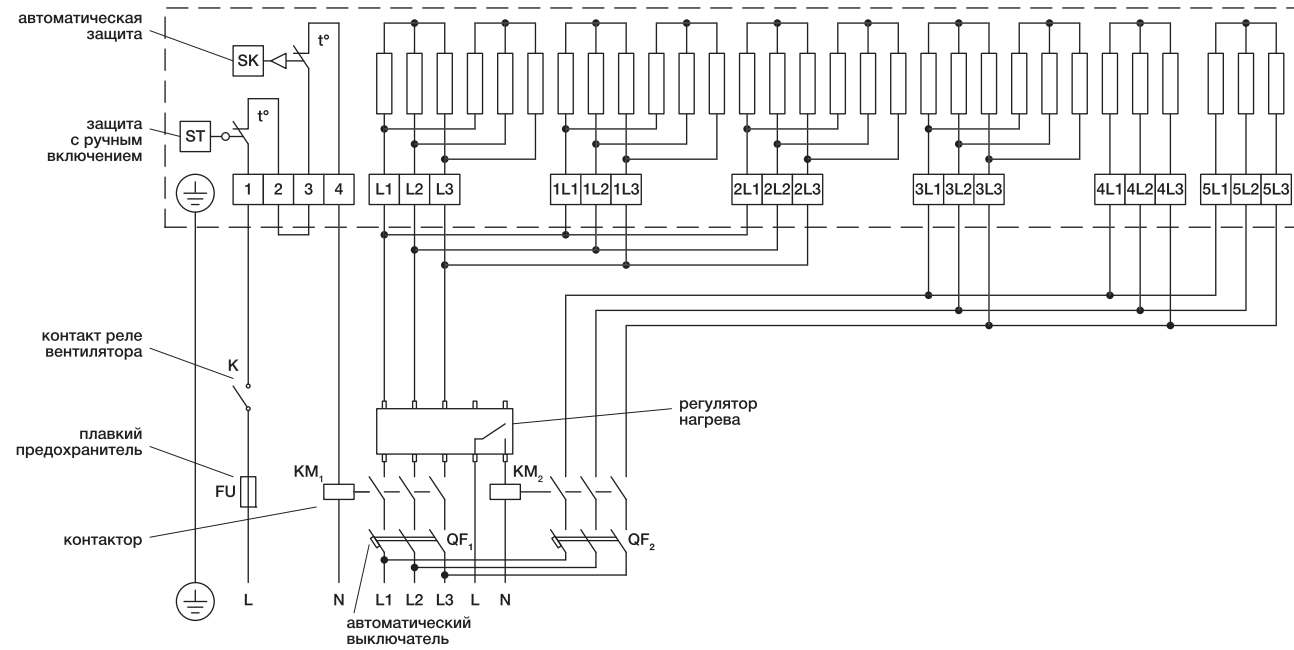 автоматическая
защита
SK
t°
защита
с ручным
включением
ST
t°
1 2 3 4
L1 L2 L3
1L1 1L2 1L3
2L1 2L2 2L3
3L1 3L2 3L3
4L1 4L2 4L3
5L1 5L2 5L3
контакт реле
вентилятора
K
плавкий
предохранитель
FU
регулятор
нагрева
KM1
KM2
контактор
QF1
QF2
L N L1 L2 L3 L N
автоматический
выключатель